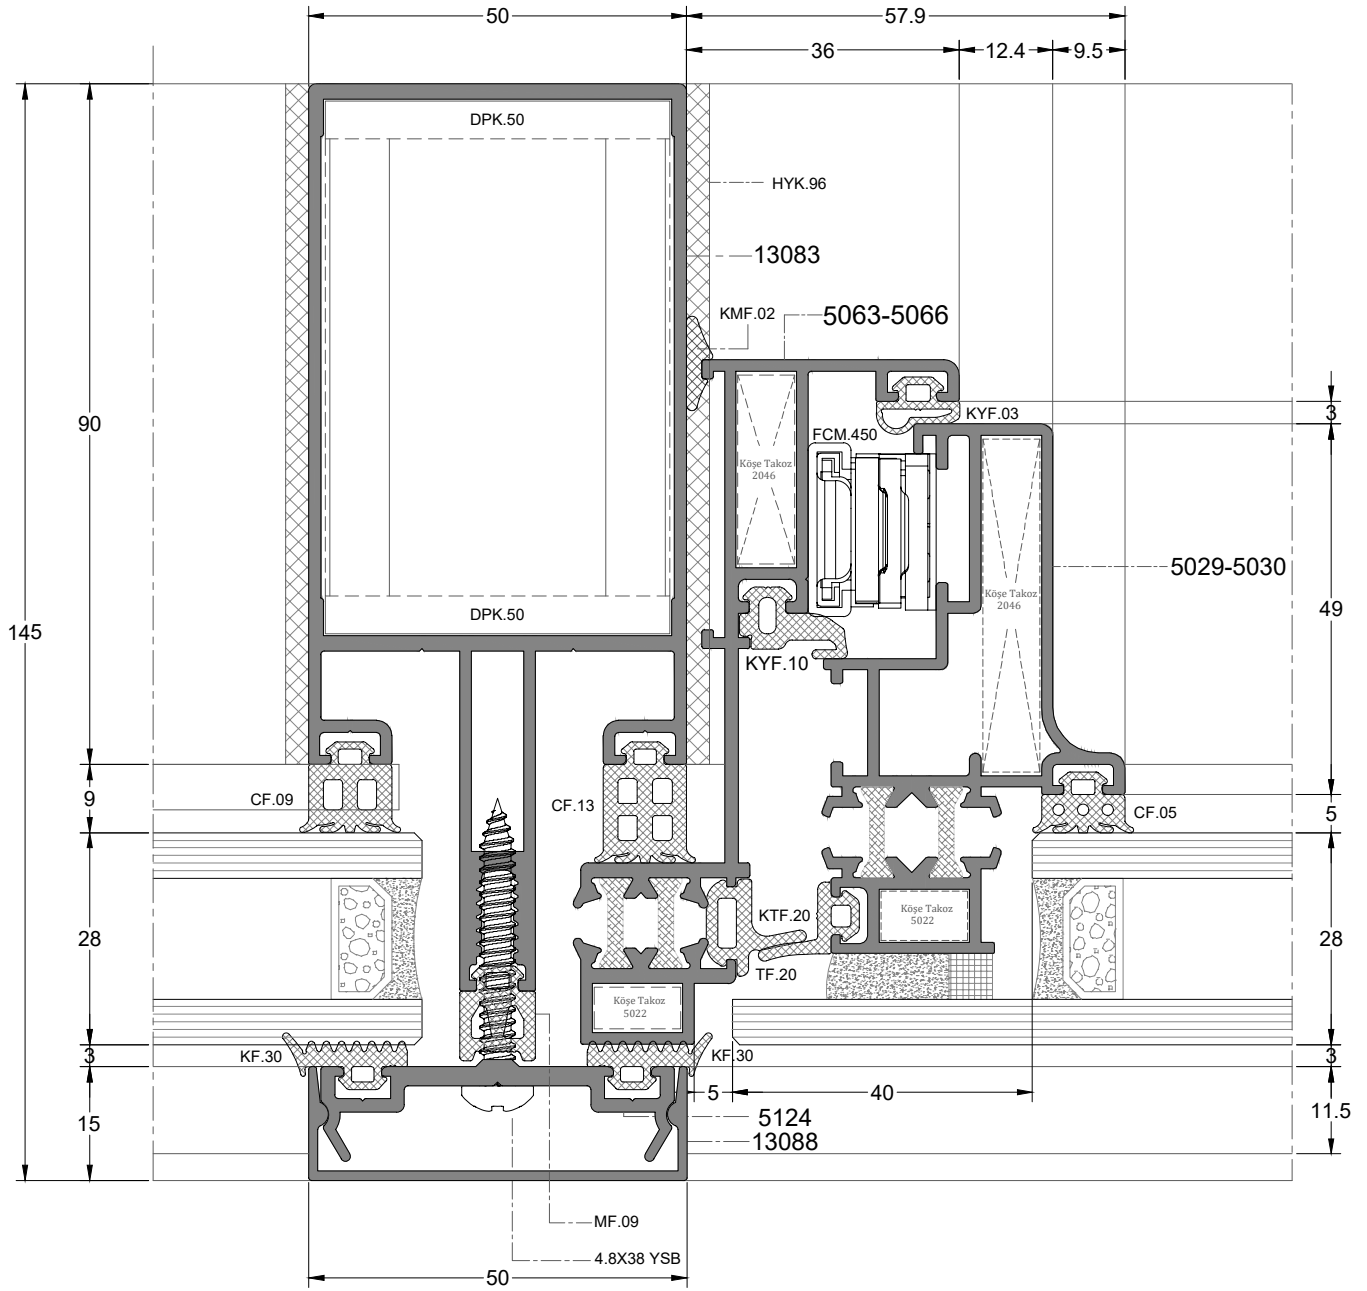 50
57.9
36
12.4
9.5
DPK.50
HYK.96
13083
KMF.02
5063-5066
KYF.03
3
90
FCM.450
Köşe Takoz
2046
5029-5030
Köşe Takoz
2046
DPK.50
145
49
KYF.10
9
CF.09
CF.13
CF.05
5
KTF.20
Köşe Takoz
5022
28
28
TF.20
Köşe Takoz
5022
3
KF.30
KF.30
3
5
40
15
5124
11.5
13088
MF.09
4.8X38 YSB
50